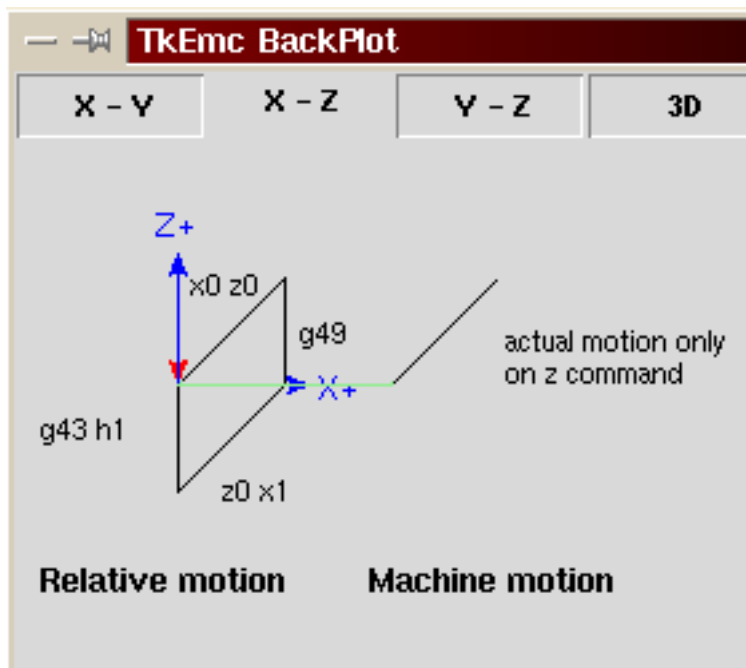 TkEmc BackPlot
X - Y
X - Z
Y - Z
3D
Z+
x0 z0
g49
actual motion only
on z command
X+
g43 h1
z0 x1
Relative motion
Machine motion